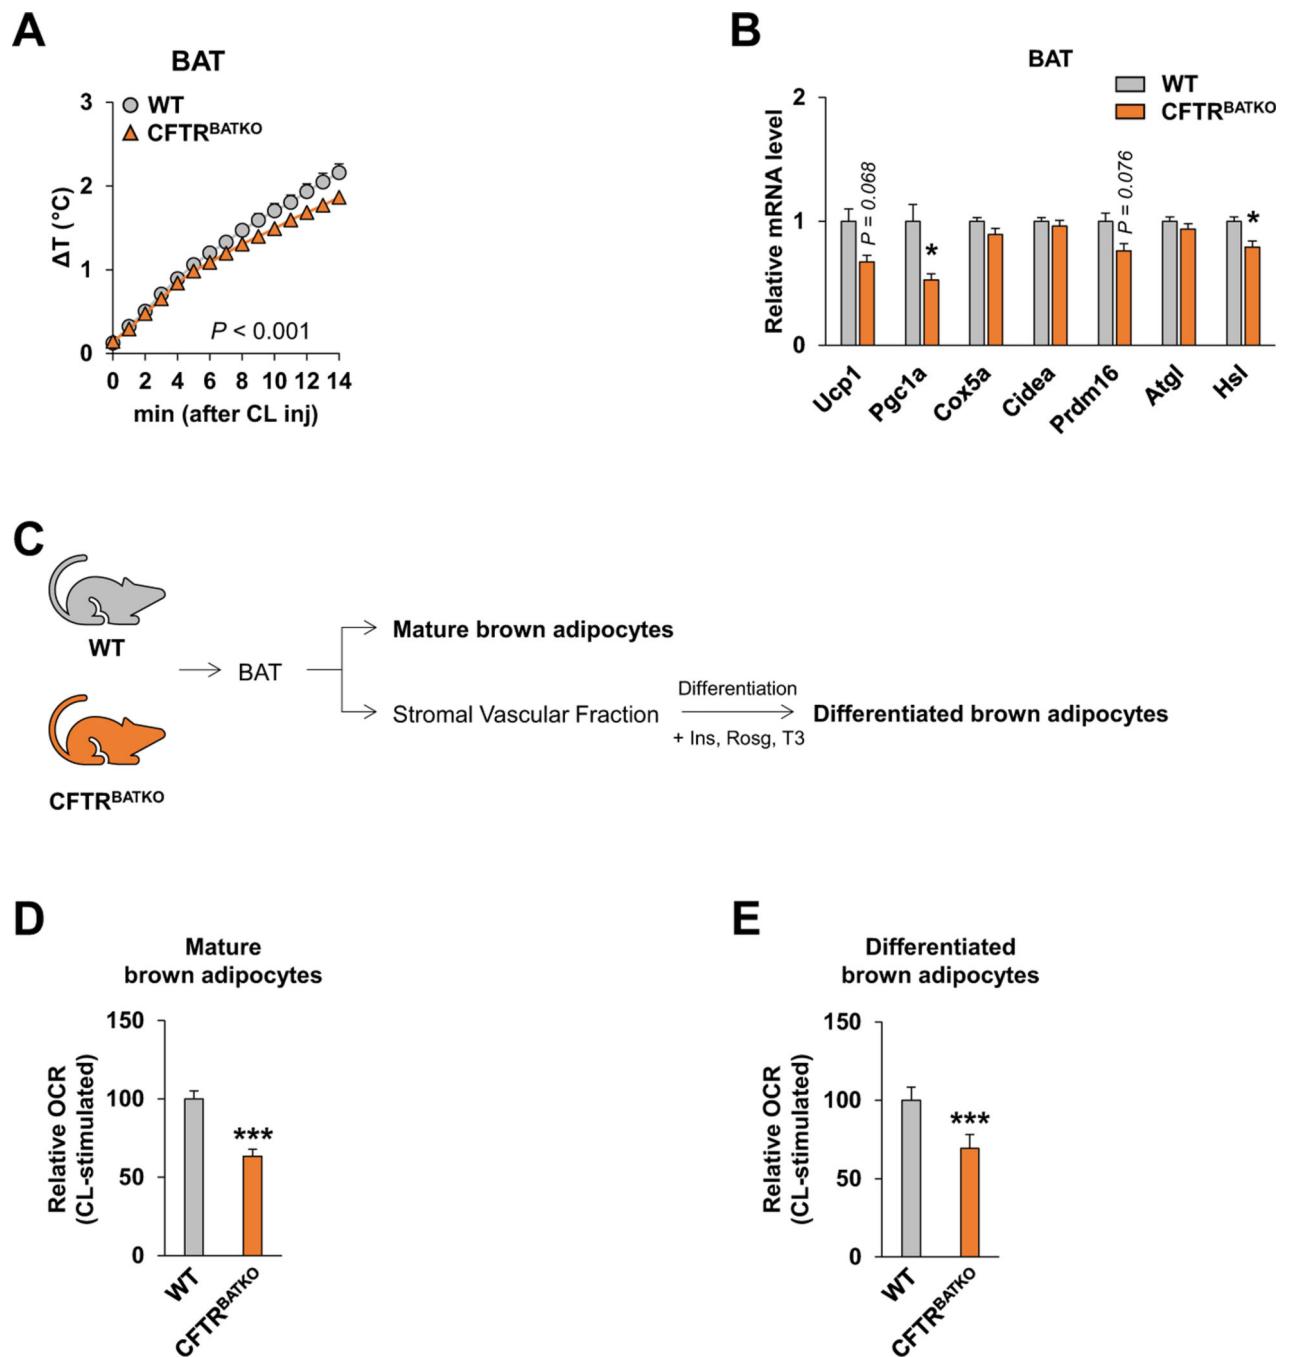 A
BAT
WT
CFTRBATKO
3
2
1
0
ΔT (°C)
P < 0.001
0 2 4 6 8 10 12 14
min (after CL inj)
B
BAT
WT
CFTRBATKO
2
1
0
Relative mRNA level
P = 0.068
*
P = 0.076
*
Ucp1
Pgc1a
Cox5a
Cidea
Prdm16
Atgl
Hsl
C
WT
CFTRBATKO
BAT
Mature brown adipocytes
Stromal Vascular Fraction
Differentiation
+ Ins, Rosg, T3
Differentiated brown adipocytes
D
Mature
brown adipocytes
150
100
50
0
Relative OCR
(CL-stimulated)
***
WT
CFTRBATKO
E
Differentiated
brown adipocytes
150
100
50
0
Relative OCR
(CL-stimulated)
***
WT
CFTRBATKO